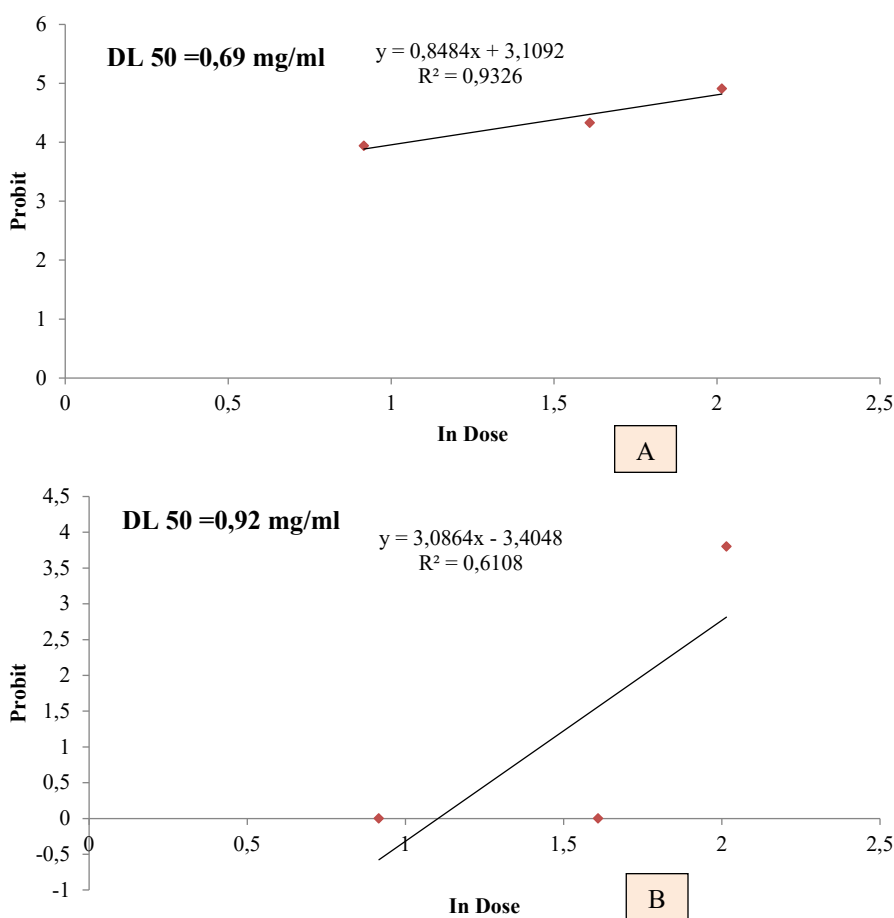 6
5
4
3
2
1
0
DL 50 =0,69 mg/ml
y = 0,8484x + 3,1092
R² = 0,9326
Probit
0
0,5
1
1,5
2
2,5
In Dose
A
4,5
4
3,5
3
2,5
2
1,5
1
0,5
0
-0,5
-1
DL 50 =0,92 mg/ml
y = 3,0864x - 3,4048
R² = 0,6108
Probit
0
0,5
1
1,5
2
2,5
In Dose
B